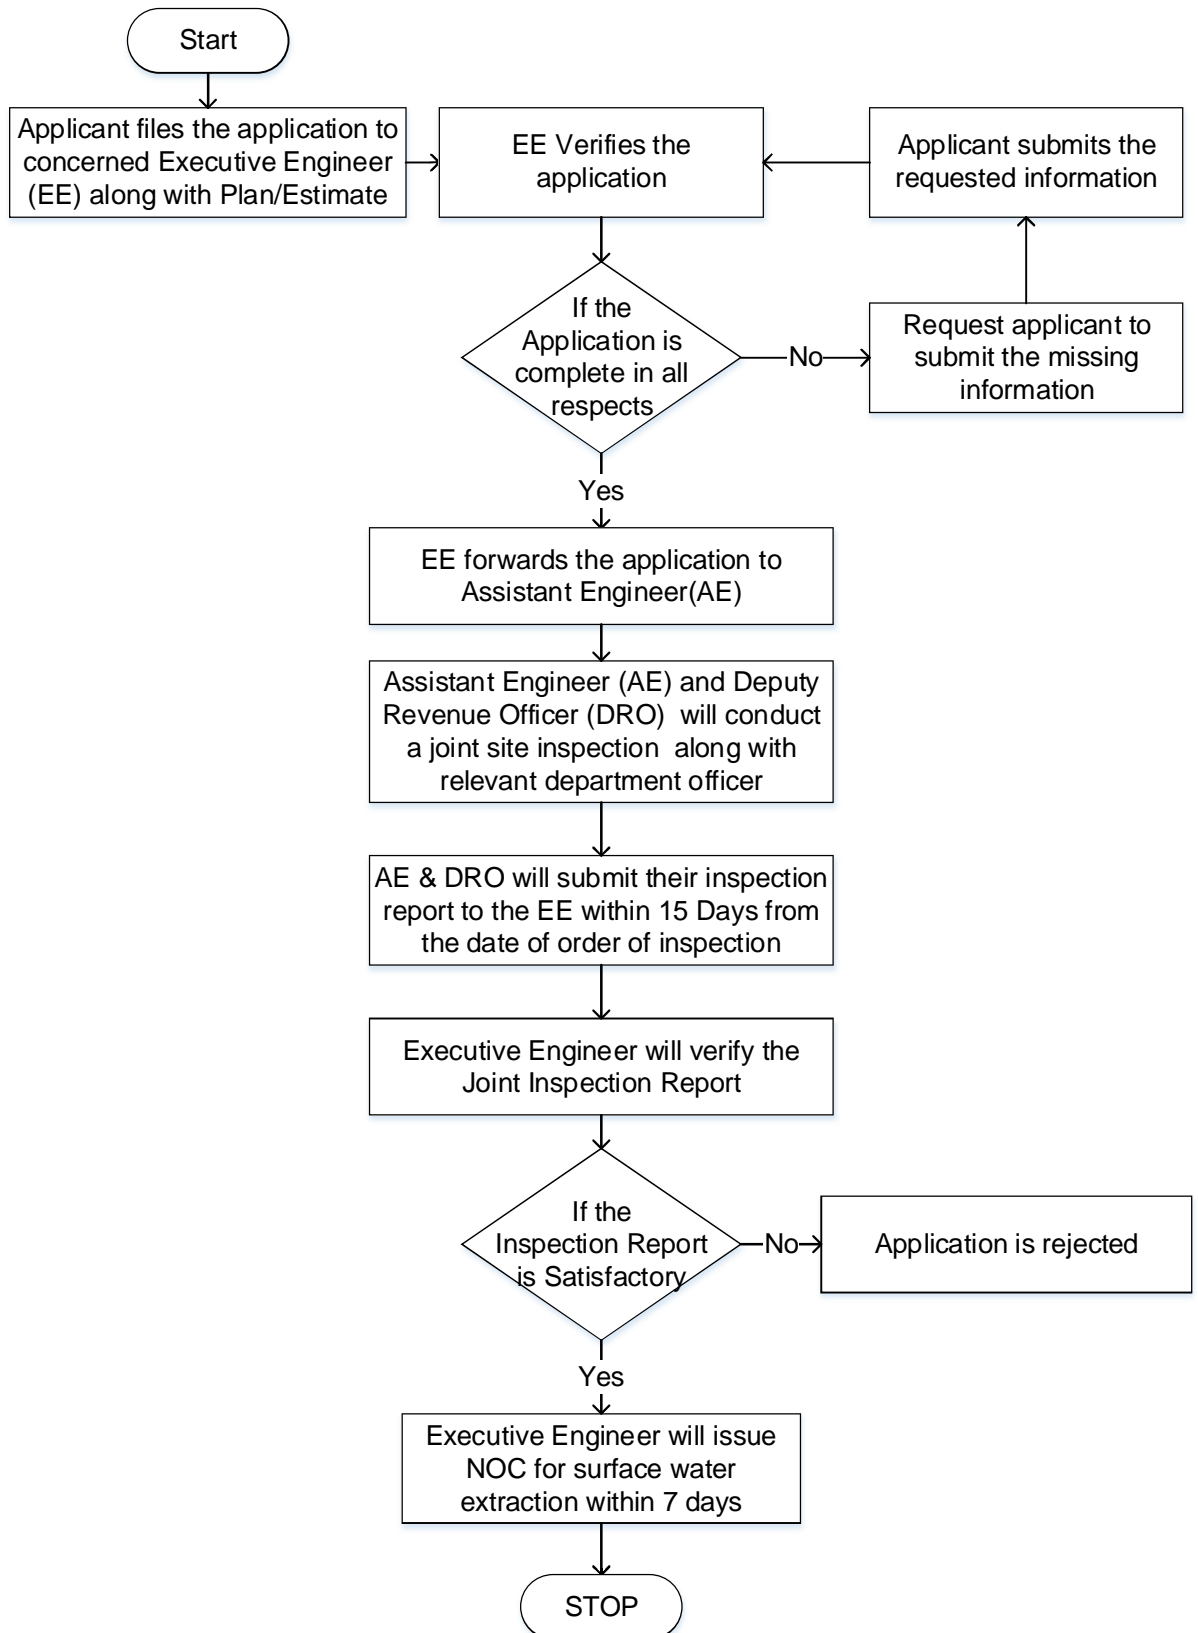 Start
Applicant files the application to
concerned Executive Engineer
(EE) along with Plan/Estimate
EE Verifies the
application
Applicant submits the
requested information
If the
Application is
complete in all
respects
No
Request applicant to
submit the missing
information
Yes
EE forwards the application to
Assistant Engineer(AE)
Assistant Engineer (AE) and Deputy
Revenue Officer (DRO) will conduct
a joint site inspection along with
relevant department officer
AE & DRO will submit their inspection
report to the EE within 15 Days from
the date of order of inspection
Executive Engineer will verify the
Joint Inspection Report
If the
Inspection Report
is Satisfactory
No
Application is rejected
Yes
Executive Engineer will issue
NOC for surface water
extraction within 7 days
STOP